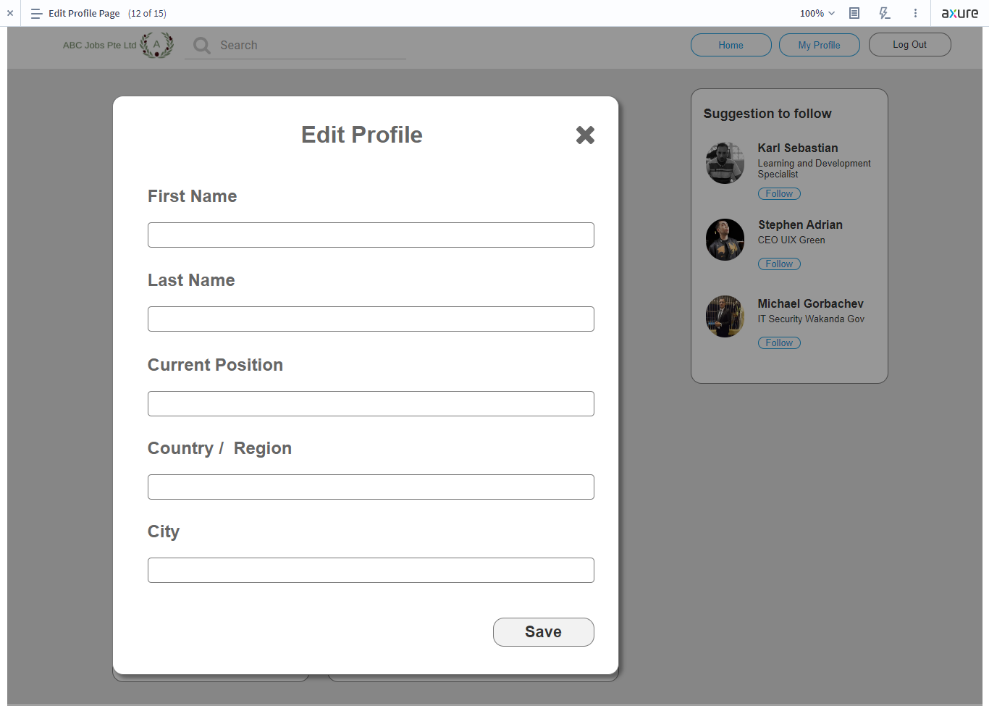 Edit Profile Page (12 of 15)
100%
axure
ABC Jobs Pte Ltd
A
Search
Home
My Profile
Log Out
Edit Profile
First Name
Last Name
Current Position
Country / Region
City
Save
Suggestion to follow
Karl Sebastian
Learning and Development
Specialist
Follow
Stephen Adrian
CEO UIX Green
Follow
Michael Gorbachev
IT Security Wakanda Gov
Follow